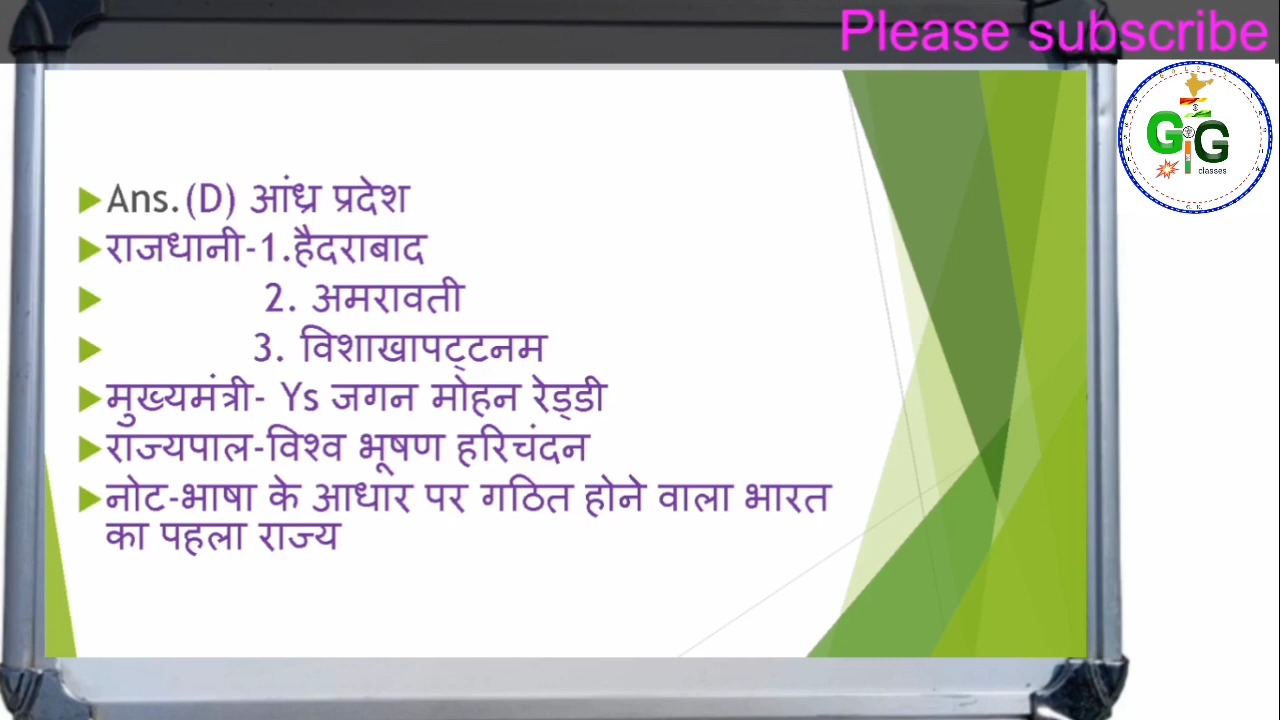 Please subscribe
G G
classes
Ans.(D) आंध्र प्रदेश
राजधानी-1.हैदराबाद
2. अमरावती
3. विशाखापट्टनम
मुख्यमंत्री- Ys जगन मोहन रेड्डी
राज्यपाल-विश्व भूषण हरिचंदन
नोट-भाषा के आधार पर गठित होने वाला भारत
का पहला राज्य